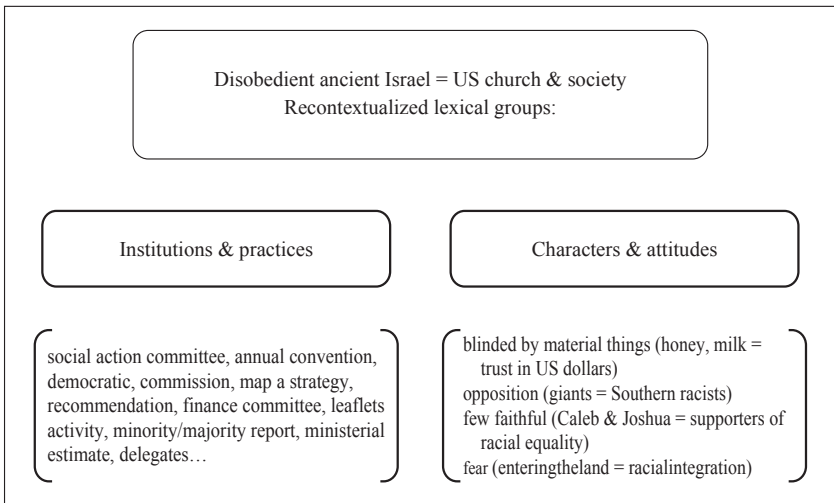 Disobedient ancient Israel = US church & society
Recontextualized lexical groups:
Institutions & practices
Characters & attitudes
social action committee, annual convention,
democratic, commission, map a strategy,
recommendation, finance committee, leaflets
activity, minority/majority report, ministerial
estimate, delegates…
blinded by material things (honey, milk =
trust in US dollars)
opposition (giants = Southern racists)
few faithful (Caleb & Joshua = supporters of
racial equality)
fear (enteringtheland = racialintegration)